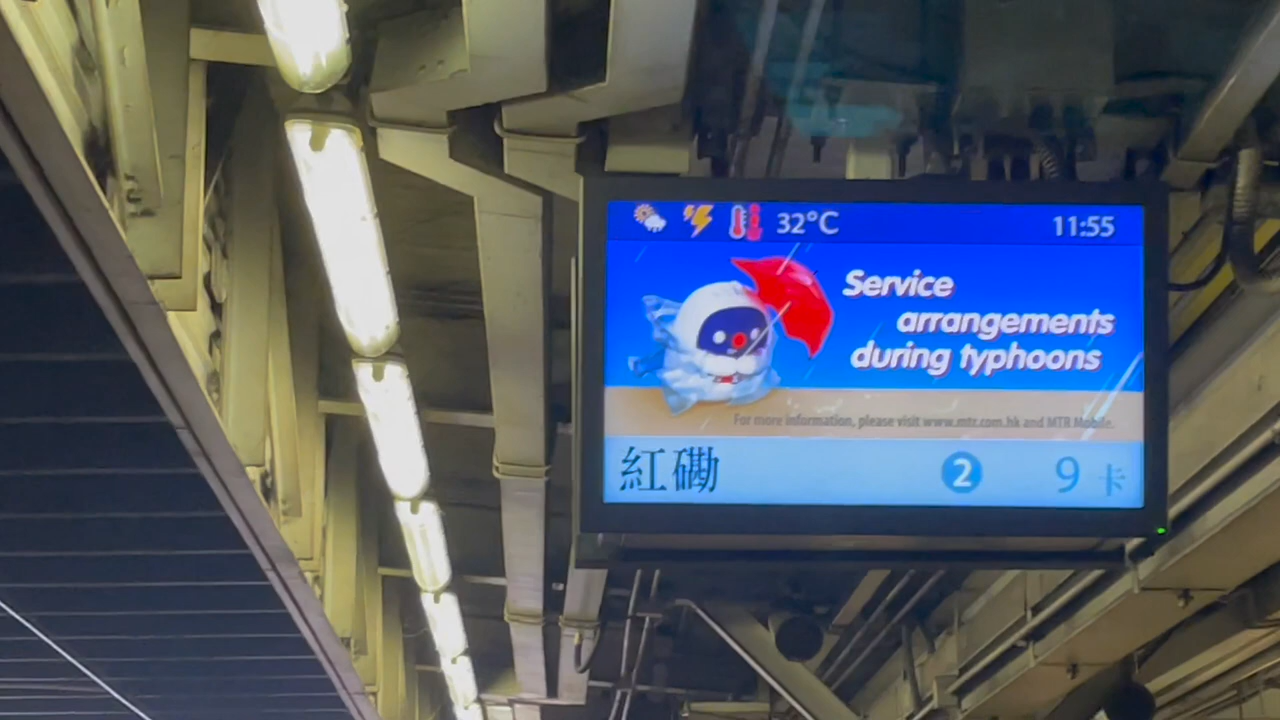 32°C 11:55
Service
arrangements
during typhoons
For more information, please visit www.mtr.com.hk and MTR Mobile.
紅磡 2 9 卡